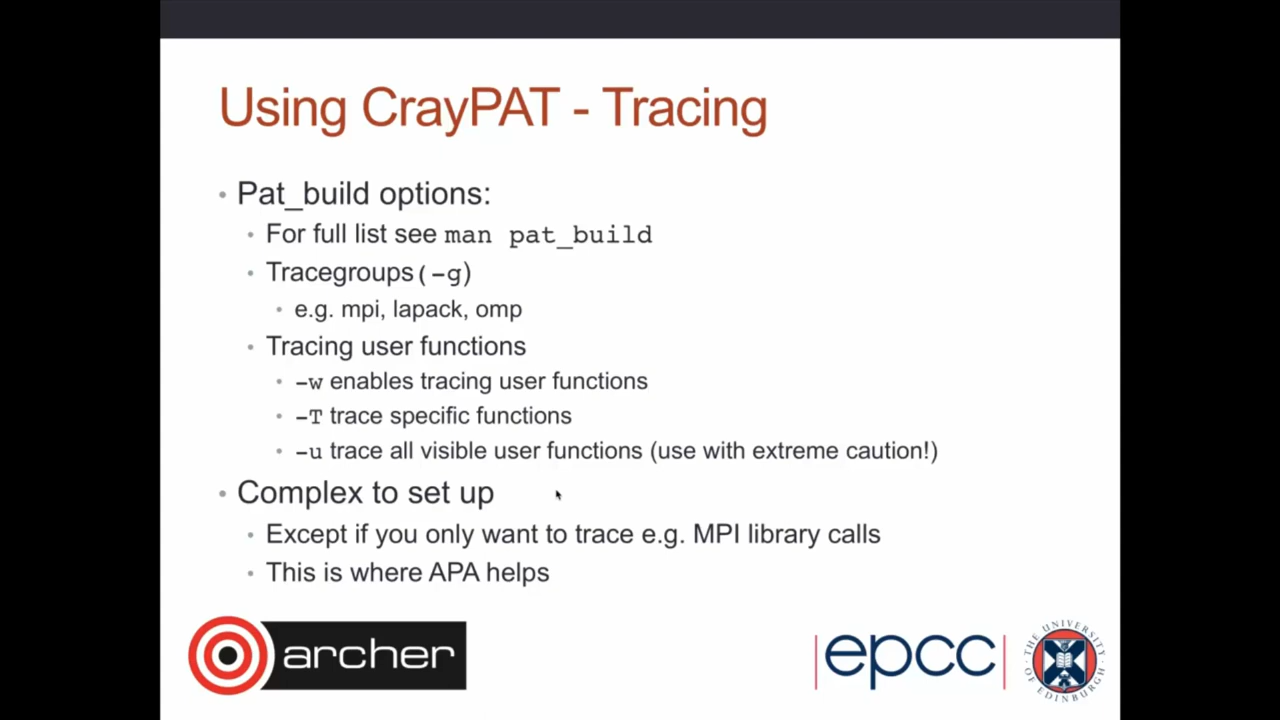 Using CrayPAT - Tracing
• Pat_build options:
• For full list see man pat_build
• Tracegroups(-g)
• e.g. mpi, lapack, omp
• Tracing user functions
• -w enables tracing user functions
• -T trace specific functions
• -u trace all visible user functions (use with extreme caution!)
• Complex to set up
• Except if you only want to trace e.g. MPI library calls
• This is where APA helps
archer
|epcc|
THE UNIVERSITY OF EDINBURGH